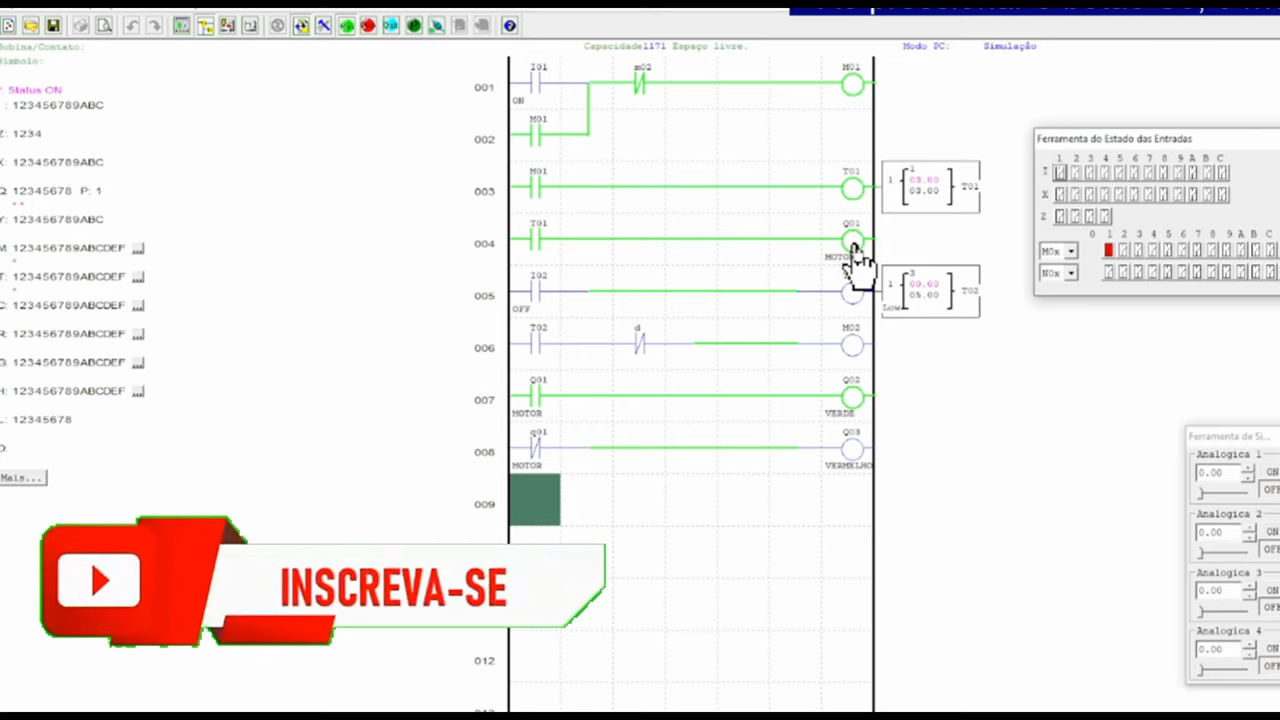 Capacidade1171 Espaço livre.
Modo PC: Simulação
Mobina/Contato:
Símbolo:
: Status ON
: 123456789ABC
Z: 1234
X: 123456789ABC
Q: 12345678 P: 1
* *
Y: 123456789ABC
M: 123456789ABCDEF ...
*
T: 123456789ABCDEF ...
*
C: 123456789ABCDEF ...
R: 123456789ABCDEF ...
G: 123456789ABCDEF ...
H: 123456789ABCDEF ...
L: 12345678
Mais...
001 I01 m02 M01
ON
002 M01
003 M01 T01
1 1 03.00 03.00 T01
004 T01 Q01
MOTOR
005 I02
OFF
1 3 00.00 05.00 T02
Low
006 T02 d M02
007 Q01 Q02
MOTOR VERDE
008 q01 Q03
MOTOR VERMELHO
009
012
Ferramenta do Estado das Entradas
1 2 3 4 5 6 7 8 9 A B C
I
X
Z
0 1 2 3 4 5 6 7 8 9 A B C
M0x
N0x
Ferramenta de Si...
Analogica 1
0.00 ON
OFF
Analogica 2
0.00 ON
OFF
Analogica 3
0.00 ON
OFF
Analogica 4
0.00 ON
OFF
INSCREVA-SE